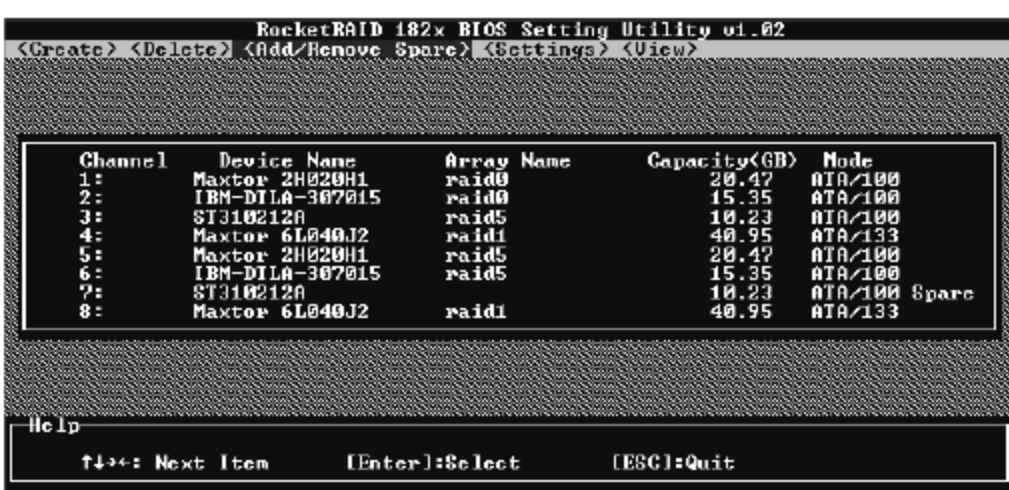 RocketRAID 182x BIOS Setting Utility v1.02
<Create> <Delete> <Add/Remove Spare> <Settings> <View>
Channel Device Name Array Name Capacity(GB) Mode
1: Maxtor 2H020H1 raid0 20.47 ATA/100
2: IBM-DTLA-307015 raid0 15.35 ATA/100
3: ST310212A raid5 10.23 ATA/100
4: Maxtor 6L040J2 raid1 40.95 ATA/133
5: Maxtor 2H020H1 raid5 20.47 ATA/100
6: IBM-DTLA-307015 raid5 15.35 ATA/100
7: ST310212A 10.23 ATA/100 Spare
8: Maxtor 6L040J2 raid1 40.95 ATA/133
Help
↑↓→←: Next Item [Enter]:Select [ESC]:Quit